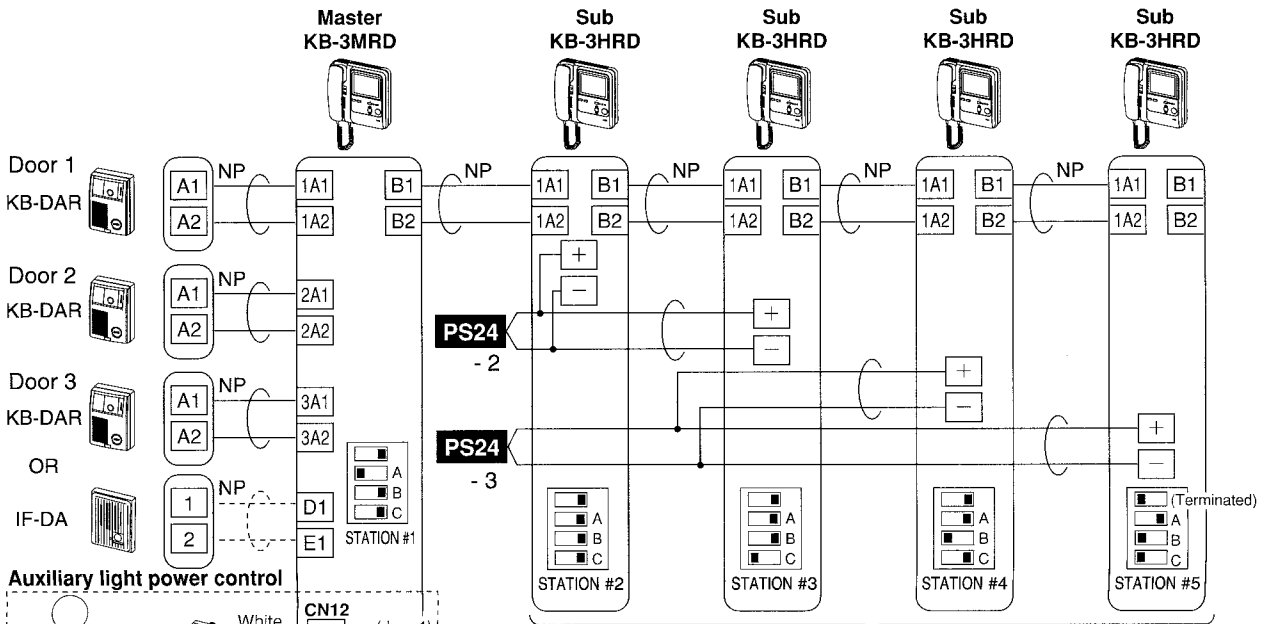 Master Sub Sub Sub Sub
KB-3MRD KB-3HRD KB-3HRD KB-3HRD KB-3HRD
Door 1
KB-DAR
A1 NP 1A1 B1 NP 1A1 B1 NP 1A1 B1 NP 1A1 B1 NP 1A1 B1
A2 1A2 B2 1A2 B2 1A2 B2 1A2 B2 1A2 B2
+
−
Door 2
KB-DAR
A1 NP 2A1
A2 2A2
PS24
- 2
+
−
+
−
Door 3
KB-DAR
A1 NP 3A1
A2 3A2
PS24
- 3
+
−
OR
IF-DA
1 NP D1
2 E1
A
B
C
STATION #1
A
B
C
STATION #2
A
B
C
STATION #3
A
B
C
STATION #4
(Terminated)
A
B
C
STATION #5
Auxiliary light power control
White
CN12